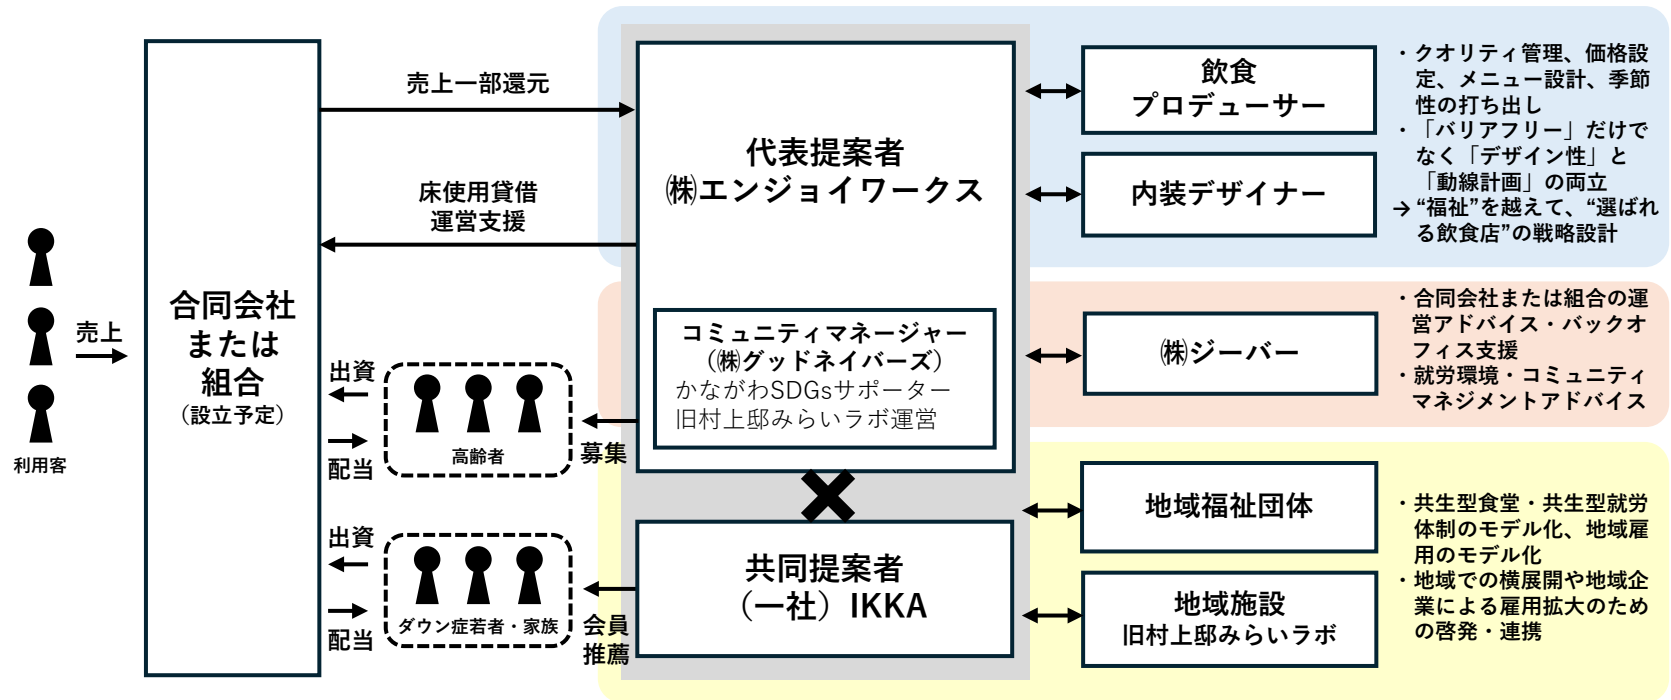 利用客
売上
合同会社
または
組合
（設立予定）
売上一部還元
床使用貸借
運営支援
出資
配当
高齢者
募集
出資
配当
ダウン症若者・家族
会員
推薦
代表提案者
㈱エンジョイワークス
コミュニティマネージャー
（㈱グッドネイバーズ）
かながわSDGsサポーター
旧村上邸みらいラボ運営
共同提案者
（一社）IKKA
飲食
プロデューサー
内装デザイナー
・クオリティ管理、価格設
定、メニュー設計、季節
性の打ち出し
・「バリアフリー」だけで
なく「デザイン性」と
「動線計画」の両立
→“福祉”を越えて、“選ばれ
る飲食店”の戦略設計
㈱ジーバー
・合同会社または組合の運
営アドバイス・バックオ
フィス支援
・就労環境・コミュニティ
マネジメントアドバイス
地域福祉団体
地域施設
旧村上邸みらいラボ
・共生型食堂・共生型就労
体制のモデル化、地域雇
用のモデル化
・地域での横展開や地域企
業による雇用拡大のため
の啓発・連携